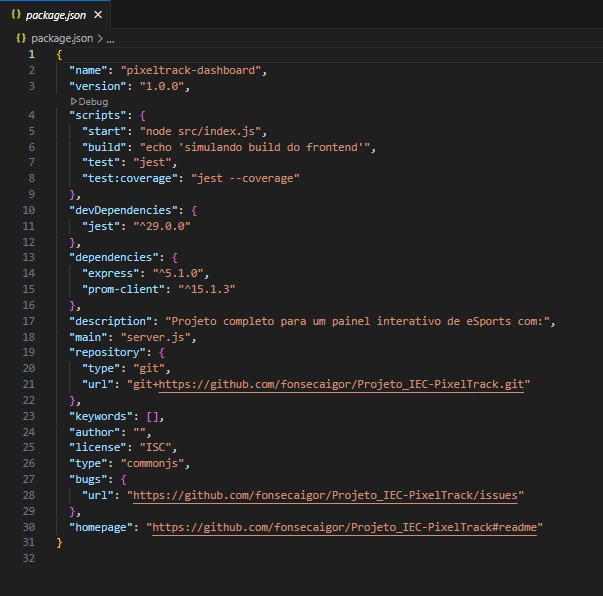 {} package.json ×
{} package.json > ...
1 {
2 "name": "pixeltrack-dashboard",
3 "version": "1.0.0",
Debug
4 "scripts": {
5 "start": "node src/index.js",
6 "build": "echo 'simulando build do frontend'",
7 "test": "jest",
8 "test:coverage": "jest --coverage"
9 },
10 "devDependencies": {
11 "jest": "^29.0.0"
12 },
13 "dependencies": {
14 "express": "^5.1.0",
15 "prom-client": "^15.1.3"
16 },
17 "description": "Projeto completo para um painel interativo de eSports com:",
18 "main": "server.js",
19 "repository": {
20 "type": "git",
21 "url": "git+https://github.com/fonsecaigor/Projeto_IEC-PixelTrack.git"
22 },
23 "keywords": [],
24 "author": "",
25 "license": "ISC",
26 "type": "commonjs",
27 "bugs": {
28 "url": "https://github.com/fonsecaigor/Projeto_IEC-PixelTrack/issues"
29 },
30 "homepage": "https://github.com/fonsecaigor/Projeto_IEC-PixelTrack#readme"
31 }
32